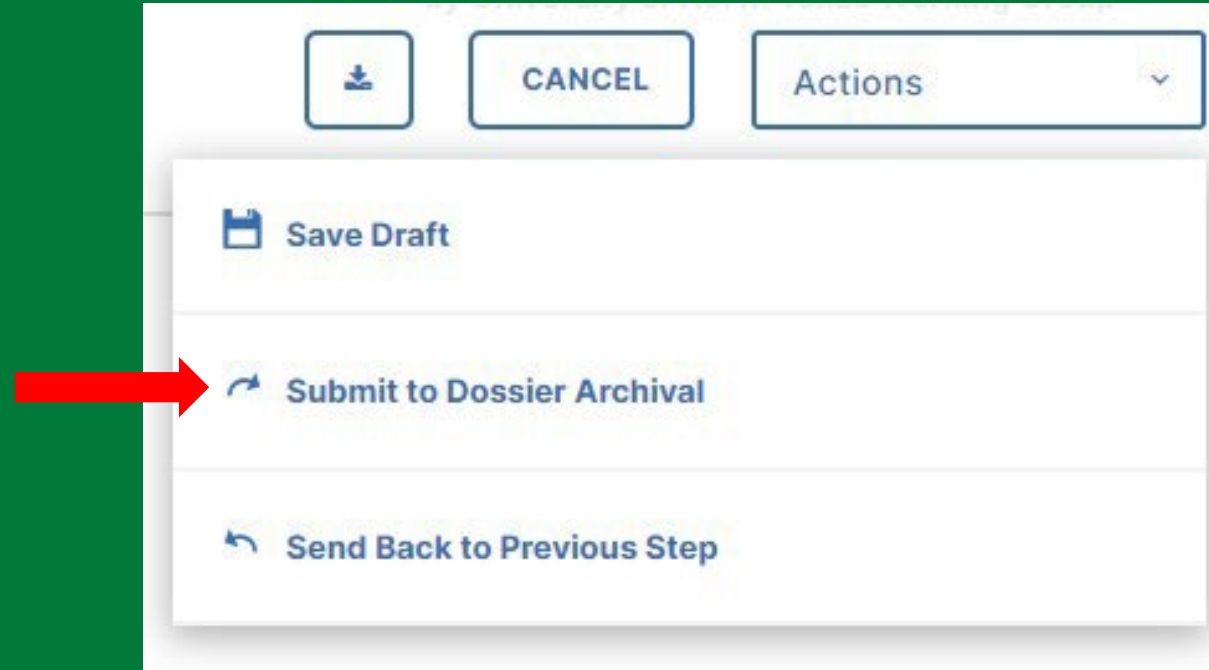 CANCEL
Actions
Save Draft
Submit to Dossier Archival
Send Back to Previous Step